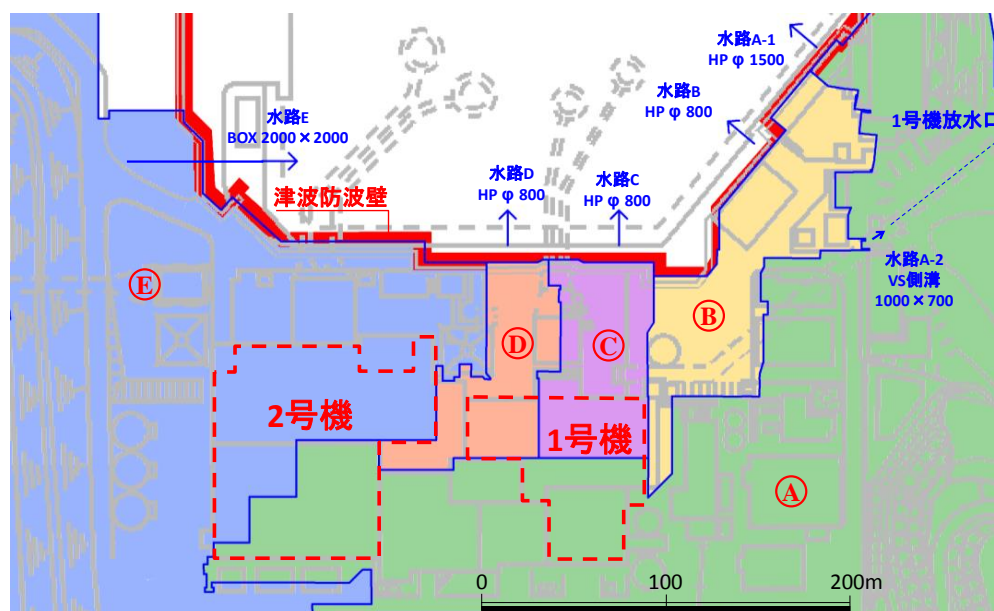 水路A-1
HP φ 1500
水路B
HP φ 800
水路E
BOX 2000×2000
1号機放水口
水路D
HP φ 800
水路C
HP φ 800
津波防波壁
水路A-2
VS側溝
1000×700
Ⓔ
Ⓑ
Ⓓ
Ⓒ
2号機
1号機
Ⓐ
0
100
200m